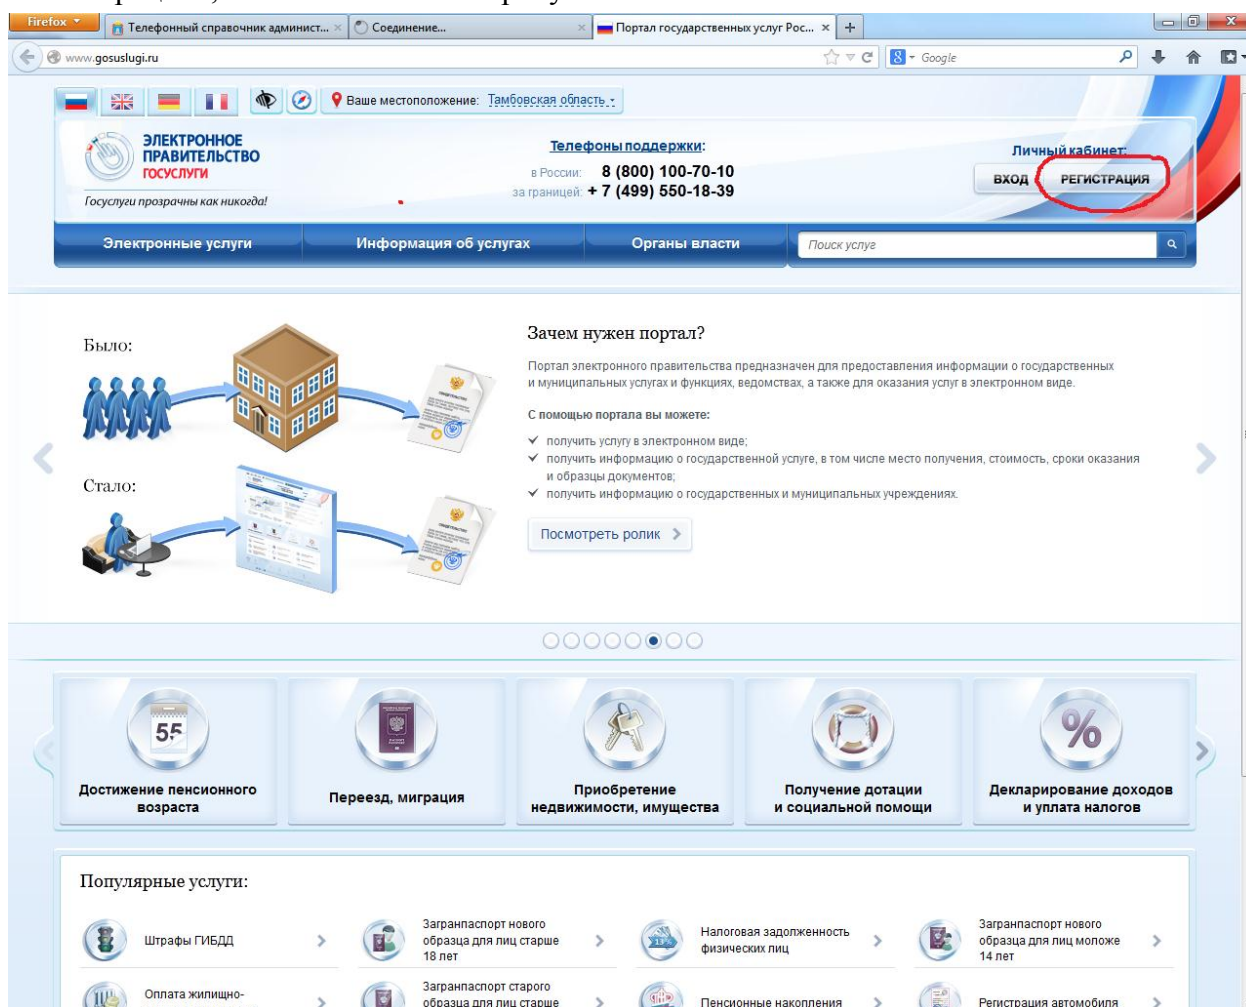 Firefox
Телефонный справочник админист...
Соединение...
Портал государственных услуг Рос...
www.gosuslugi.ru
Google
Ваше местоположение: Тамбовская область
ЭЛЕКТРОННОЕ
ПРАВИТЕЛЬСТВО
ГОСУСЛУГИ
Госуслуги прозрачны как никогда!
Телефоны поддержки:
в России: 8 (800) 100-70-10
за границей: + 7 (499) 550-18-39
Личный кабинет:
ВХОД
РЕГИСТРАЦИЯ
Электронные услуги
Информация об услугах
Органы власти
Поиск услуг
Было:
Стало:
Зачем нужен портал?
Портал электронного правительства предназначен для предоставления информации о государственных
и муниципальных услугах и функциях, ведомствах, а также для оказания услуг в электронном виде.
С помощью портала вы можете:
получить услугу в электронном виде;
получить информацию о государственной услуге, в том числе место получения, стоимость, сроки оказания
и образцы документов;
получить информацию о государственных и муниципальных учреждениях.
Посмотреть ролик
55
Достижение пенсионного
возраста
Переезд, миграция
Приобретение
недвижимости, имущества
Получение дотации
и социальной помощи
%
Декларирование доходов
и уплата налогов
Популярные услуги:
Штрафы ГИБДД
Загранпаспорт нового
образца для лиц старше
18 лет
13%
Налоговая задолженность
физических лиц
Загранпаспорт нового
образца для лиц моложе
14 лет
Оплата жилищно-
Загранпаспорт старого
образца для лиц старше
Пенсионные накопления
Регистрация автомобиля